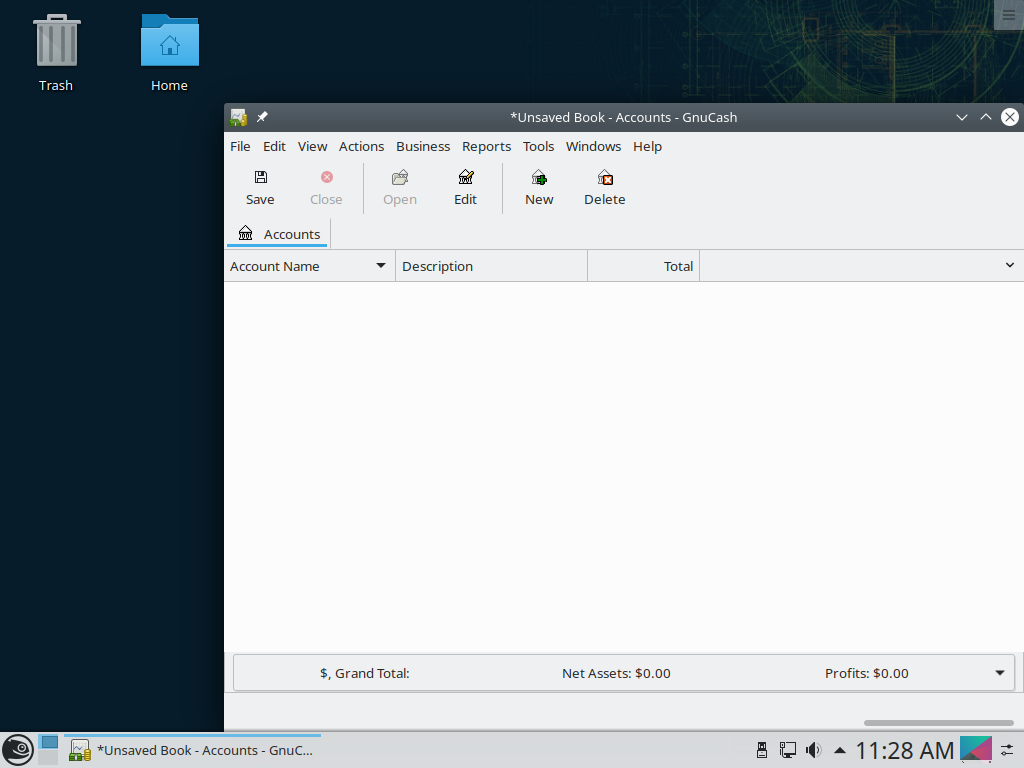 Trash
Home
*Unsaved Book - Accounts - GnuCash
File Edit View Actions Business Reports Tools Windows Help
Save Close Open Edit New Delete
Accounts
Account Name Description Total
$, Grand Total: Net Assets: $0.00 Profits: $0.00
*Unsaved Book - Accounts - GnuC...
11:28 AM